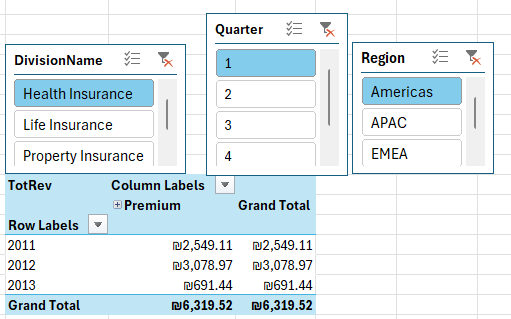 DivisionName
Health Insurance
Life Insurance
Property Insurance
Quarter
1
2
3
4
Region
Americas
APAC
EMEA
TotRev Column Labels
Premium Grand Total
Row Labels
2011 ₪2,549.11 ₪2,549.11
2012 ₪3,078.97 ₪3,078.97
2013 ₪691.44 ₪691.44
Grand Total ₪6,319.52 ₪6,319.52